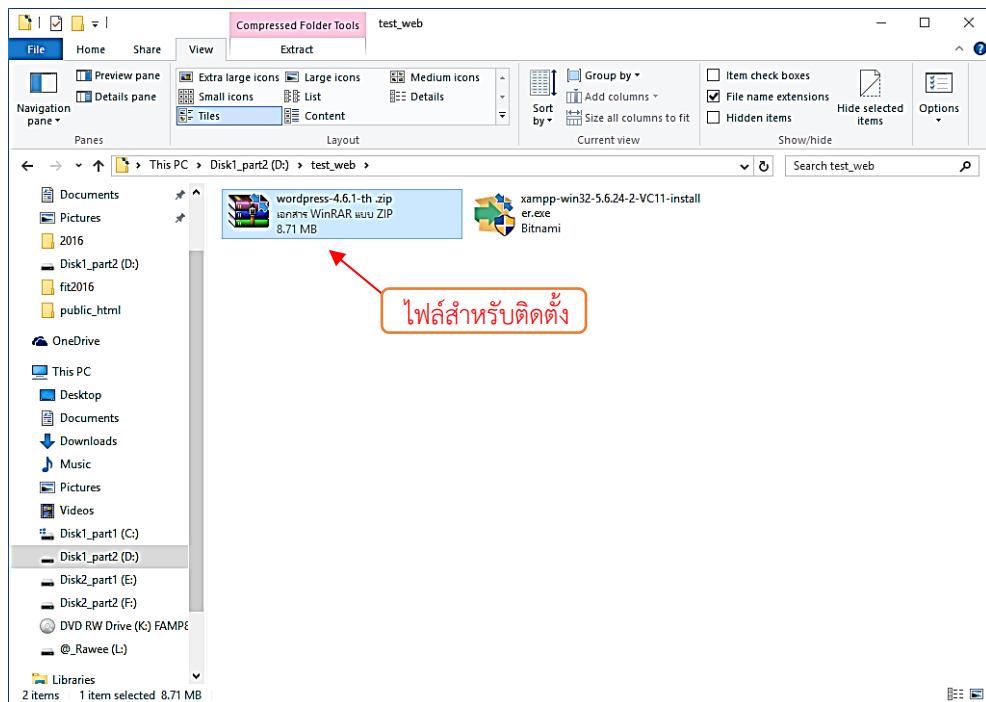 Compressed Folder Tools test_web
File Home Share View Extract
Navigation pane
Preview pane
Details pane
Panes
Extra large icons Large icons Medium icons
Small icons List Details
Tiles Content
Layout
Sort by
Group by
Add columns
Size all columns to fit
Current view
Item check boxes
File name extensions
Hidden items
Hide selected items
Show/hide
Options
This PC Disk1_part2 (D:) test_web
Search test_web
Documents
Pictures
2016
Disk1_part2 (D:)
fit2016
public_html
OneDrive
This PC
Desktop
Documents
Downloads
Music
Pictures
Videos
Disk1_part1 (C:)
Disk1_part2 (D:)
Disk2_part1 (E:)
Disk2_part2 (F:)
DVD RW Drive (K:) FAMP8
@_Rawee (L:)
Libraries
wordpress-4.6.1-th .zip
เอกสาร WinRAR แบบ ZIP
8.71 MB
xampp-win32-5.6.24-2-VC11-install
er.exe
Bitnami
ไฟล์สำหรับติดตั้ง
2 items 1 item selected 8.71 MB